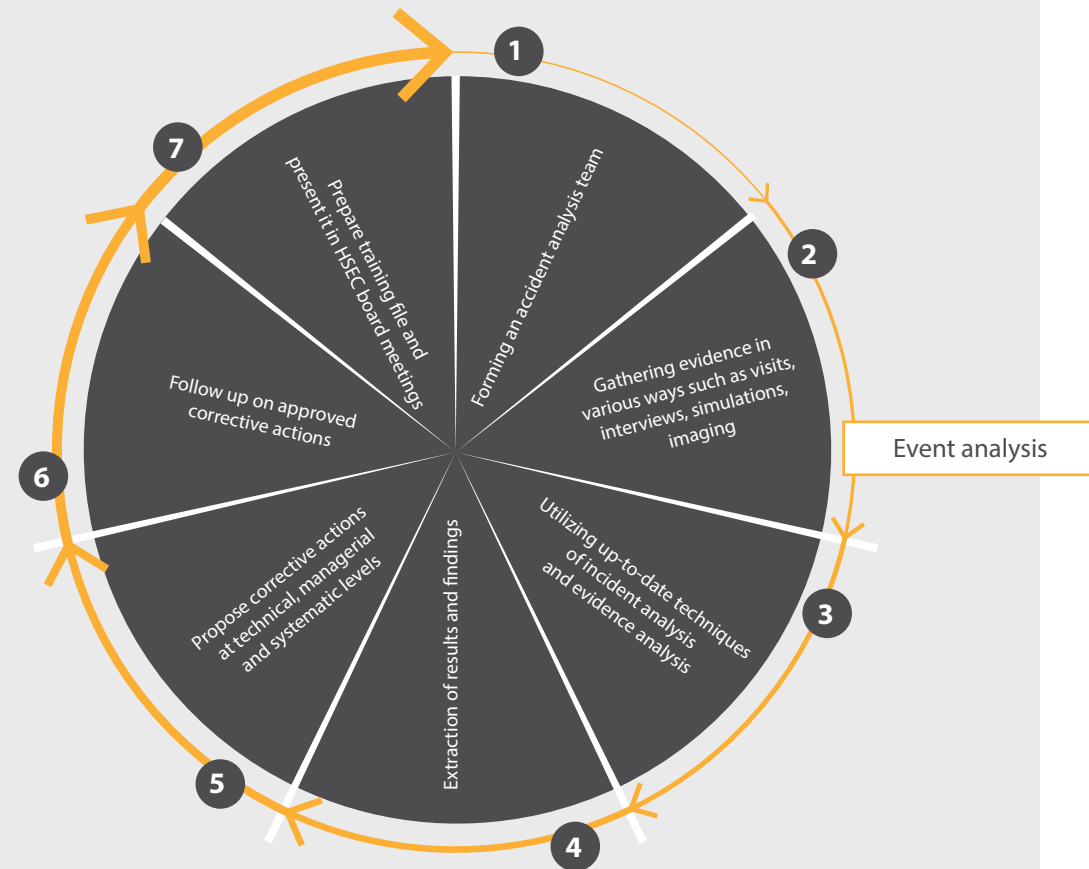 1
Forming an accident analysis team
2
Gathering evidence in
various ways such as visits,
interviews, simulations,
imaging
Event analysis
3
Utilizing up-to-date techniques
of incident analysis
and evidence analysis
4
Extraction of results and findings
5
Propose corrective actions
at technical, managerial
and systematic levels
6
Follow up on approved
corrective actions
7
Prepare training file and
present it in HSEC board meetings